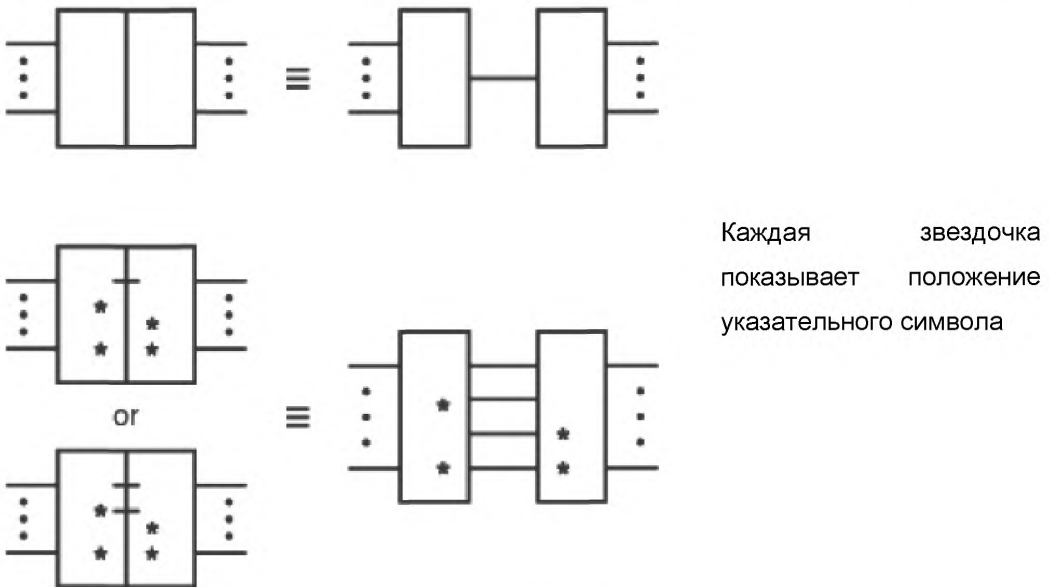 Каждая звездочка
показывает положение
указательного символа
or